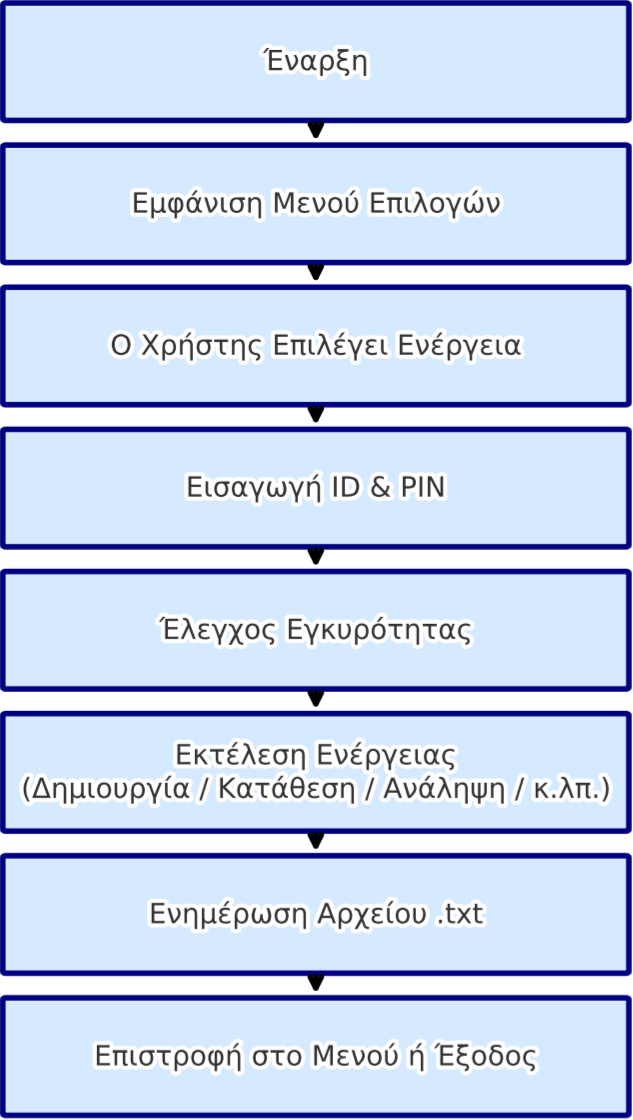 Έναρξη
Εμφάνιση Μενού Επιλογών
Ο Χρήστης Επιλέγει Ενέργεια
Εισαγωγή ID & PIN
Έλεγχος Εγκυρότητας
Εκτέλεση Ενέργειας
(Δημιουργία / Κατάθεση / Ανάληψη / κ.λπ.)
Ενημέρωση Αρχείου .txt
Επιστροφή στο Μενού ή Έξοδος